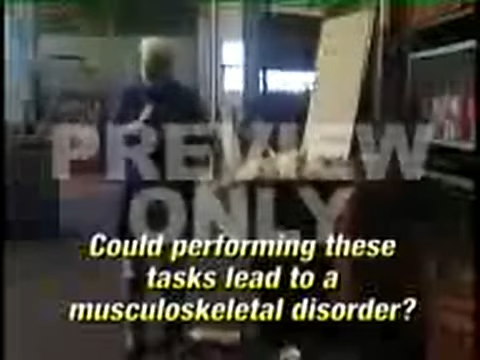 PREVIEW
ONLY
Could performing these
tasks lead to a
musculoskeletal disorder?